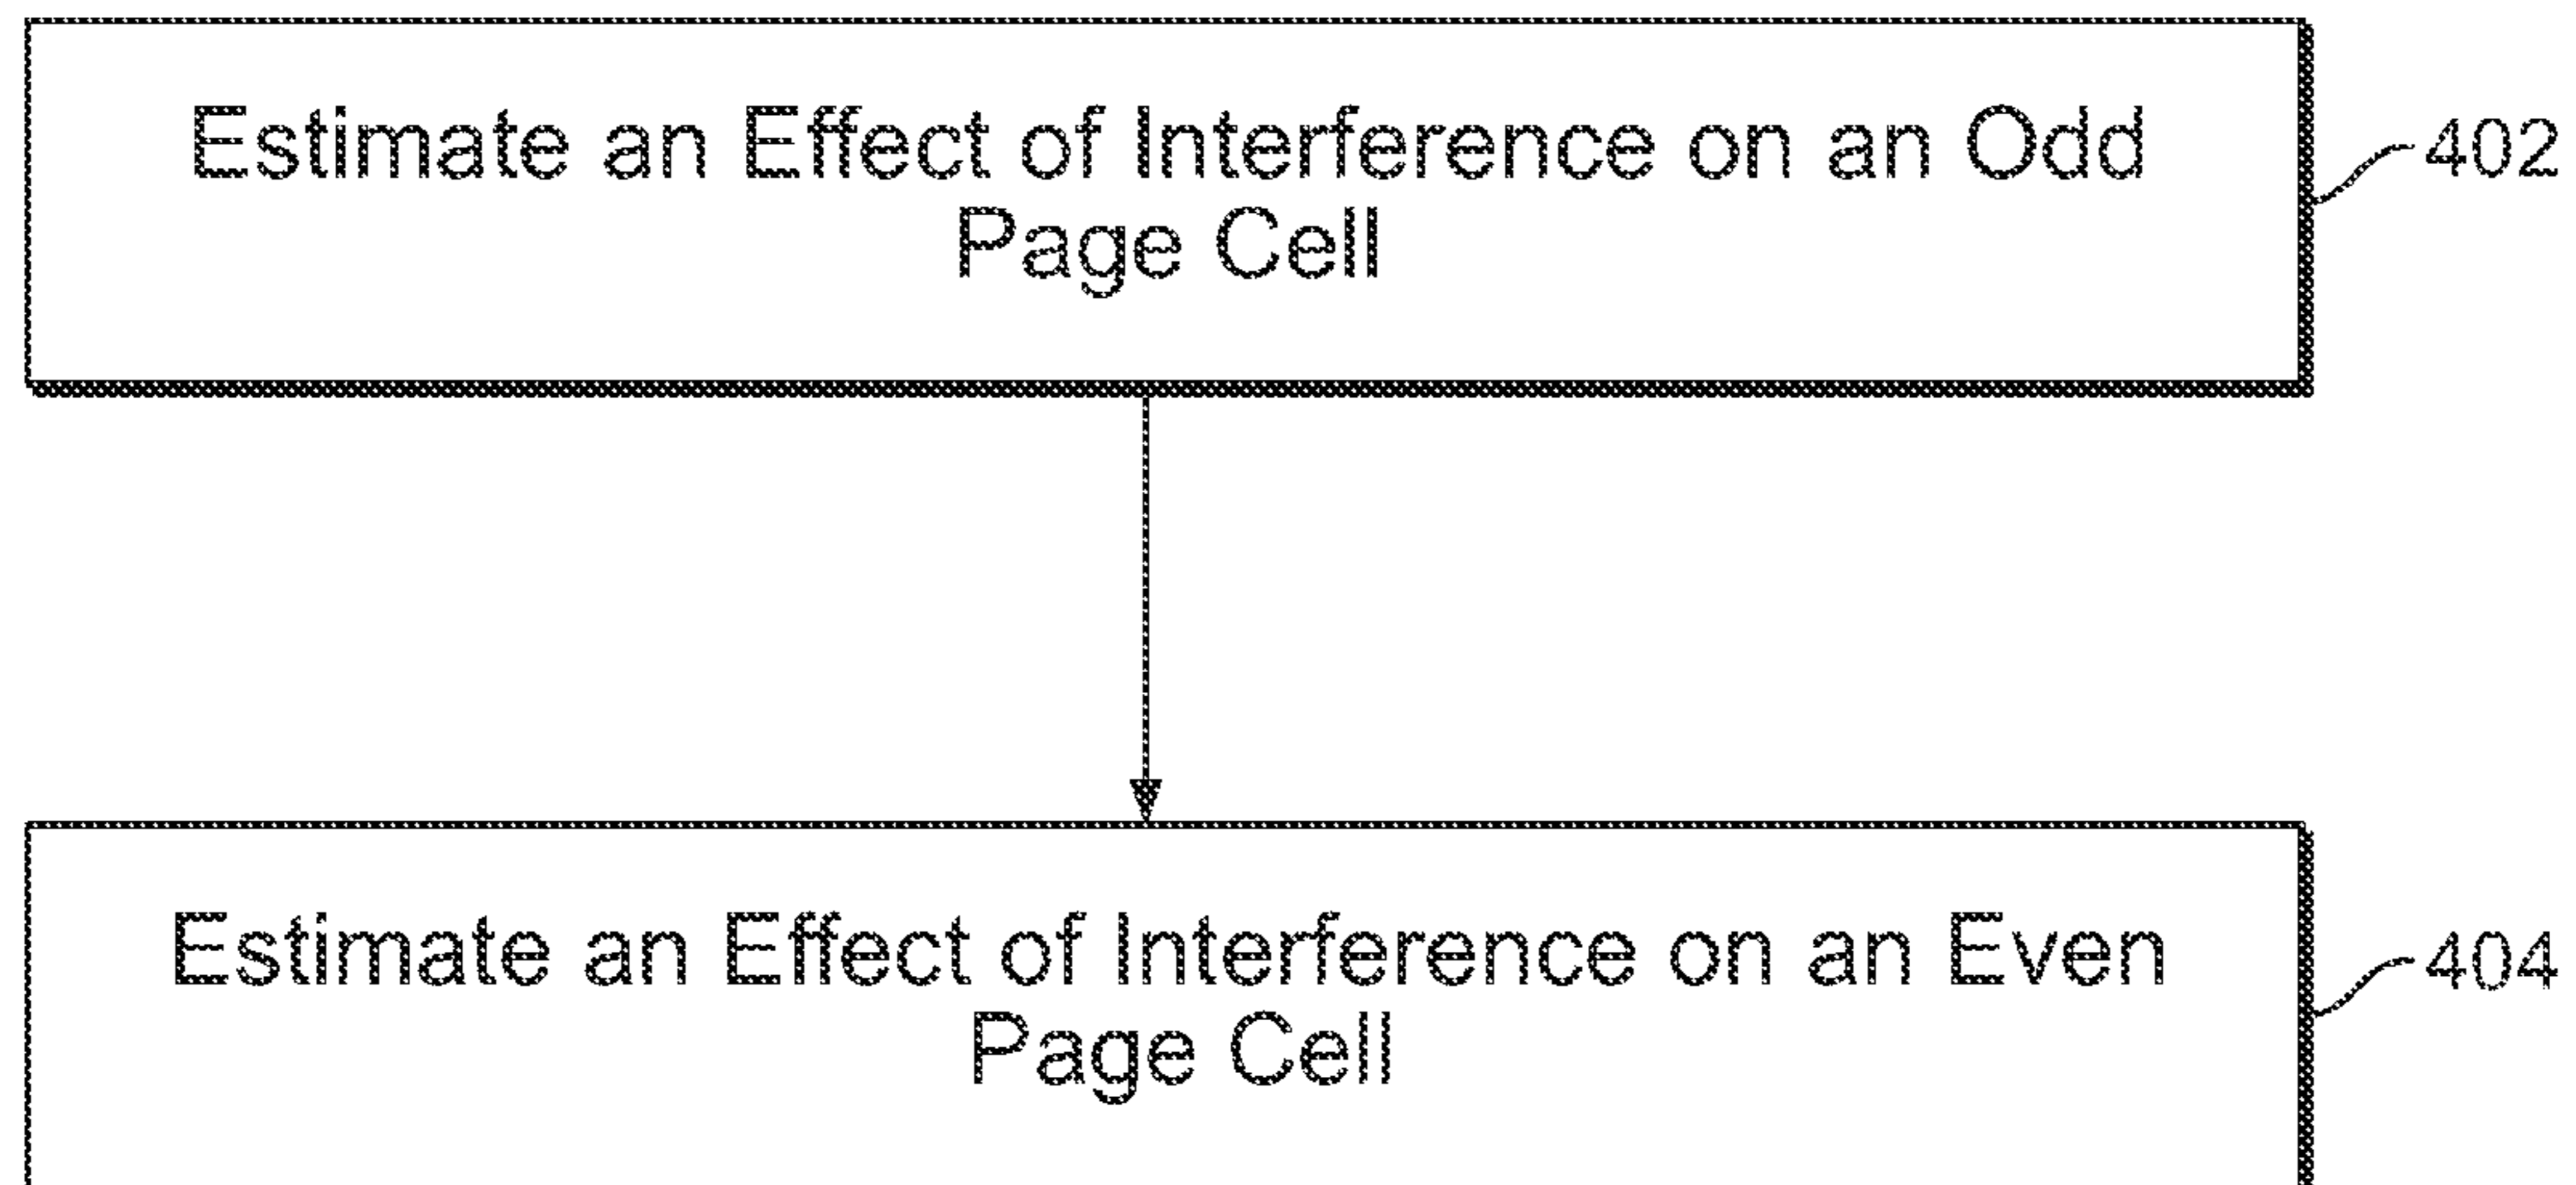 Estimate an Effect of Interference on an Odd
Page Cell
402
Estimate an Effect of Interference on an Even
Page Cell
404